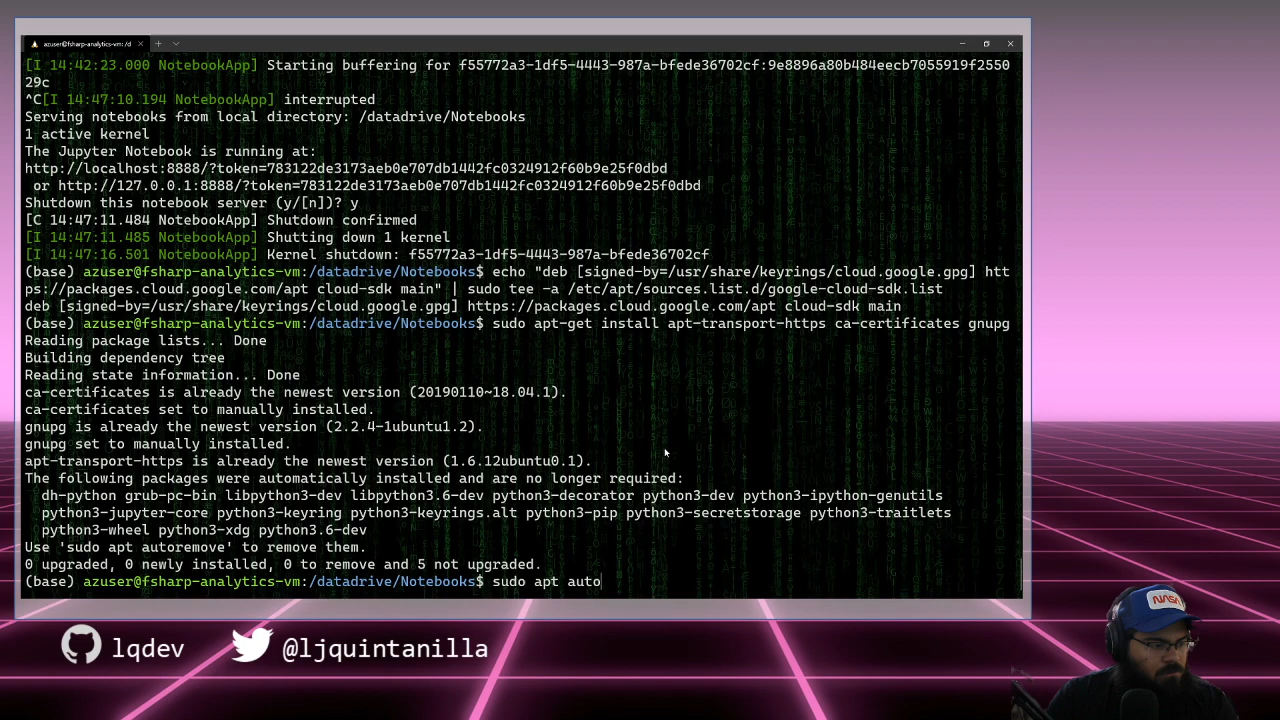 azuser@fsharp-analytics-vm: /d
[I 14:42:23.000 NotebookApp] Starting buffering for f55772a3-1df5-4443-987a-bfede36702cf:9e8896a80b484eecb7055919f2550
29c
^C[I 14:47:10.194 NotebookApp] interrupted
Serving notebooks from local directory: /datadrive/Notebooks
1 active kernel
The Jupyter Notebook is running at:
http://localhost:8888/?token=783122de3173aeb0e707db1442fc0324912f60b9e25f0dbd
 or http://127.0.0.1:8888/?token=783122de3173aeb0e707db1442fc0324912f60b9e25f0dbd
Shutdown this notebook server (y/[n])? y
[C 14:47:11.484 NotebookApp] Shutdown confirmed
[I 14:47:11.485 NotebookApp] Shutting down 1 kernel
[I 14:47:16.501 NotebookApp] Kernel shutdown: f55772a3-1df5-4443-987a-bfede36702cf
(base) azuser@fsharp-analytics-vm:/datadrive/Notebooks$ echo "deb [signed-by=/usr/share/keyrings/cloud.google.gpg] htt
ps://packages.cloud.google.com/apt cloud-sdk main" | sudo tee -a /etc/apt/sources.list.d/google-cloud-sdk.list
deb [signed-by=/usr/share/keyrings/cloud.google.gpg] https://packages.cloud.google.com/apt cloud-sdk main
(base) azuser@fsharp-analytics-vm:/datadrive/Notebooks$ sudo apt-get install apt-transport-https ca-certificates gnupg
Reading package lists... Done
Building dependency tree
Reading state information... Done
ca-certificates is already the newest version (20190110~18.04.1).
ca-certificates set to manually installed.
gnupg is already the newest version (2.2.4-1ubuntu1.2).
gnupg set to manually installed.
apt-transport-https is already the newest version (1.6.12ubuntu0.1).
The following packages were automatically installed and are no longer required:
  dh-python grub-pc-bin libpython3-dev libpython3.6-dev python3-decorator python3-dev python3-ipython-genutils
  python3-jupyter-core python3-keyring python3-keyrings.alt python3-pip python3-secretstorage python3-traitlets
  python3-wheel python3-xdg python3.6-dev
Use 'sudo apt autoremove' to remove them.
0 upgraded, 0 newly installed, 0 to remove and 5 not upgraded.
(base) azuser@fsharp-analytics-vm:/datadrive/Notebooks$ sudo apt auto
lqdev @ljquintanilla
NASA